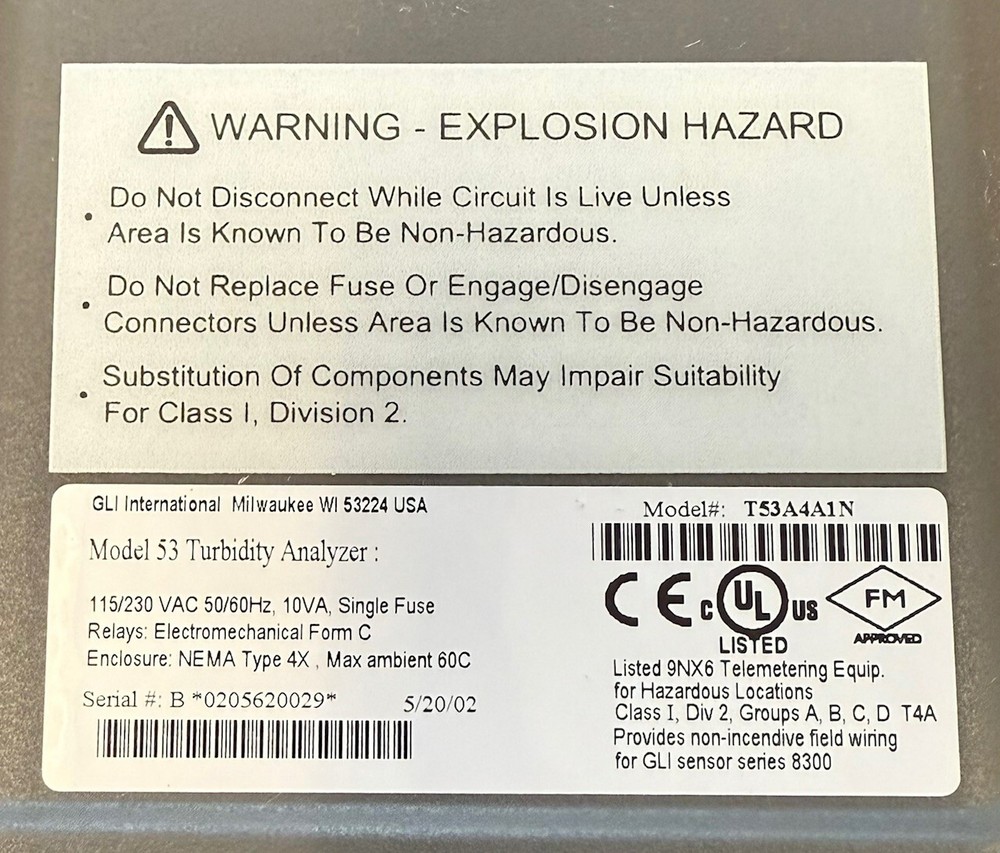 WARNING - EXPLOSION HAZARD
• Do Not Disconnect While Circuit Is Live Unless
Area Is Known To Be Non-Hazardous.
• Do Not Replace Fuse Or Engage/Disengage
Connectors Unless Area Is Known To Be Non-Hazardous.
• Substitution Of Components May Impair Suitability
For Class I, Division 2.
GLI International Milwaukee WI 53224 USA
Model 53 Turbidity Analyzer :
115/230 VAC 50/60Hz, 10VA, Single Fuse
Relays: Electromechanical Form C
Enclosure: NEMA Type 4X , Max ambient 60C
Serial #: B *0205620029* 5/20/02
Model#: T53A4A1N
CE c UL US FM
LISTED APPROVED
Listed 9NX6 Telemetering Equip.
for Hazardous Locations
Class I, Div 2, Groups A, B, C, D T4A
Provides non-incendive field wiring
for GLI sensor series 8300